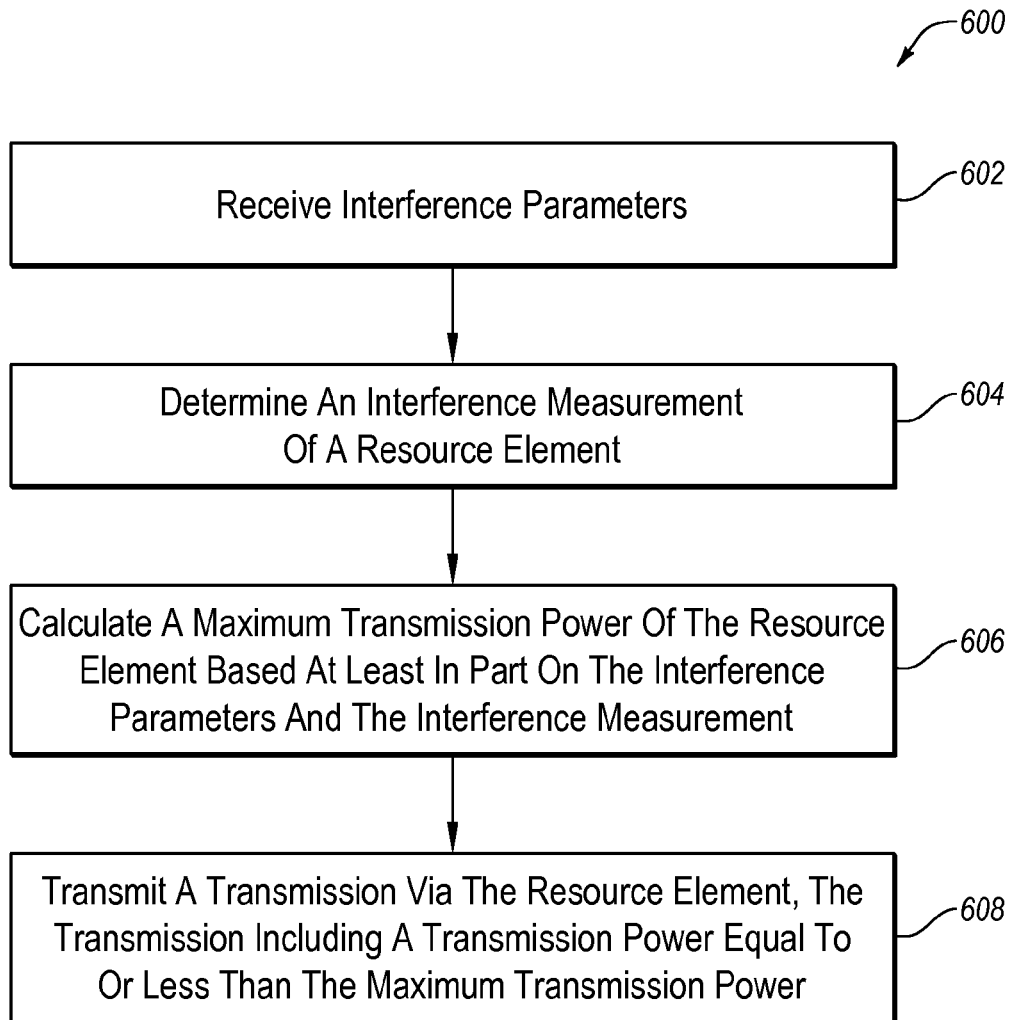 600
Receive Interference Parameters
602
Determine An Interference Measurement
Of A Resource Element
604
Calculate A Maximum Transmission Power Of The Resource
Element Based At Least In Part On The Interference
Parameters And The Interference Measurement
606
Transmit A Transmission Via The Resource Element, The
Transmission Including A Transmission Power Equal To
Or Less Than The Maximum Transmission Power
608